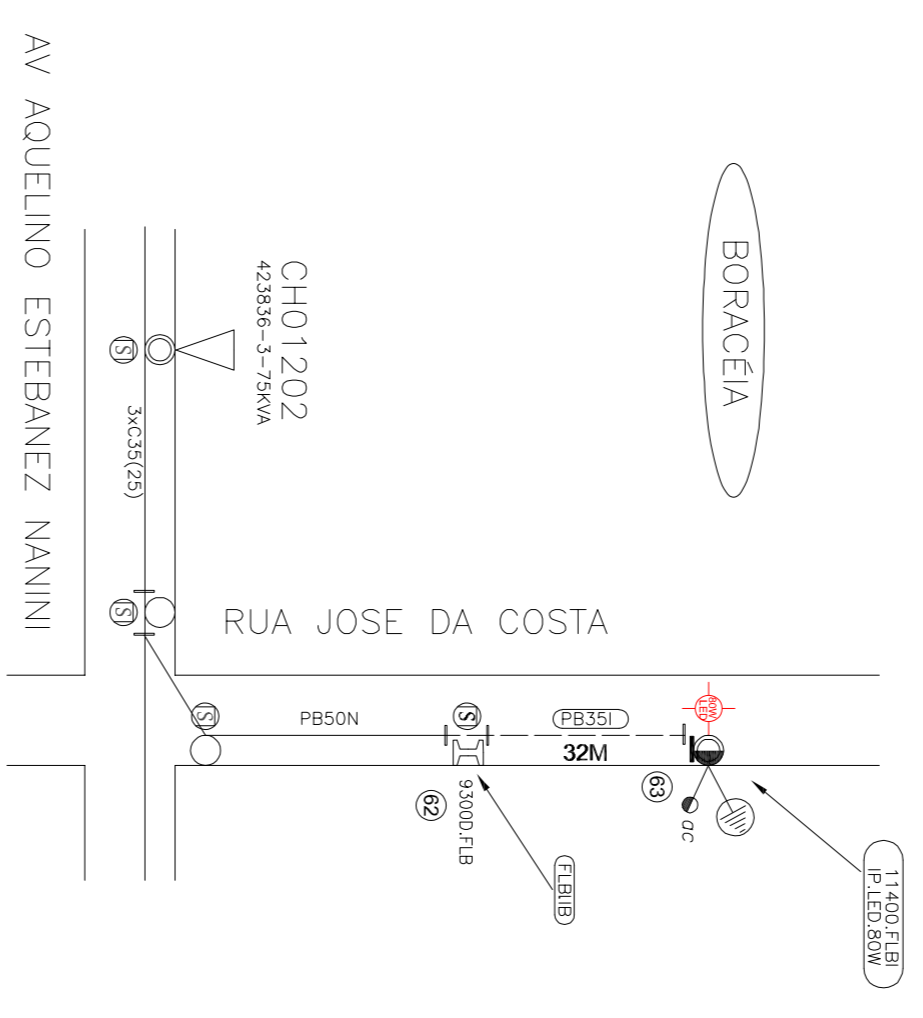 AV AQUELINO ESTEBANEZ NANINI
BORACÉIA
CH01202
423836-3-75KVA
S
3xC35(25)
S
RUA JOSE DA COSTA
S
PB50N
S
PB35I
32M
80W
LED
62
9300D.FLB
63
ac
FLBIIB
11400.FLBI
IP.LED.80W